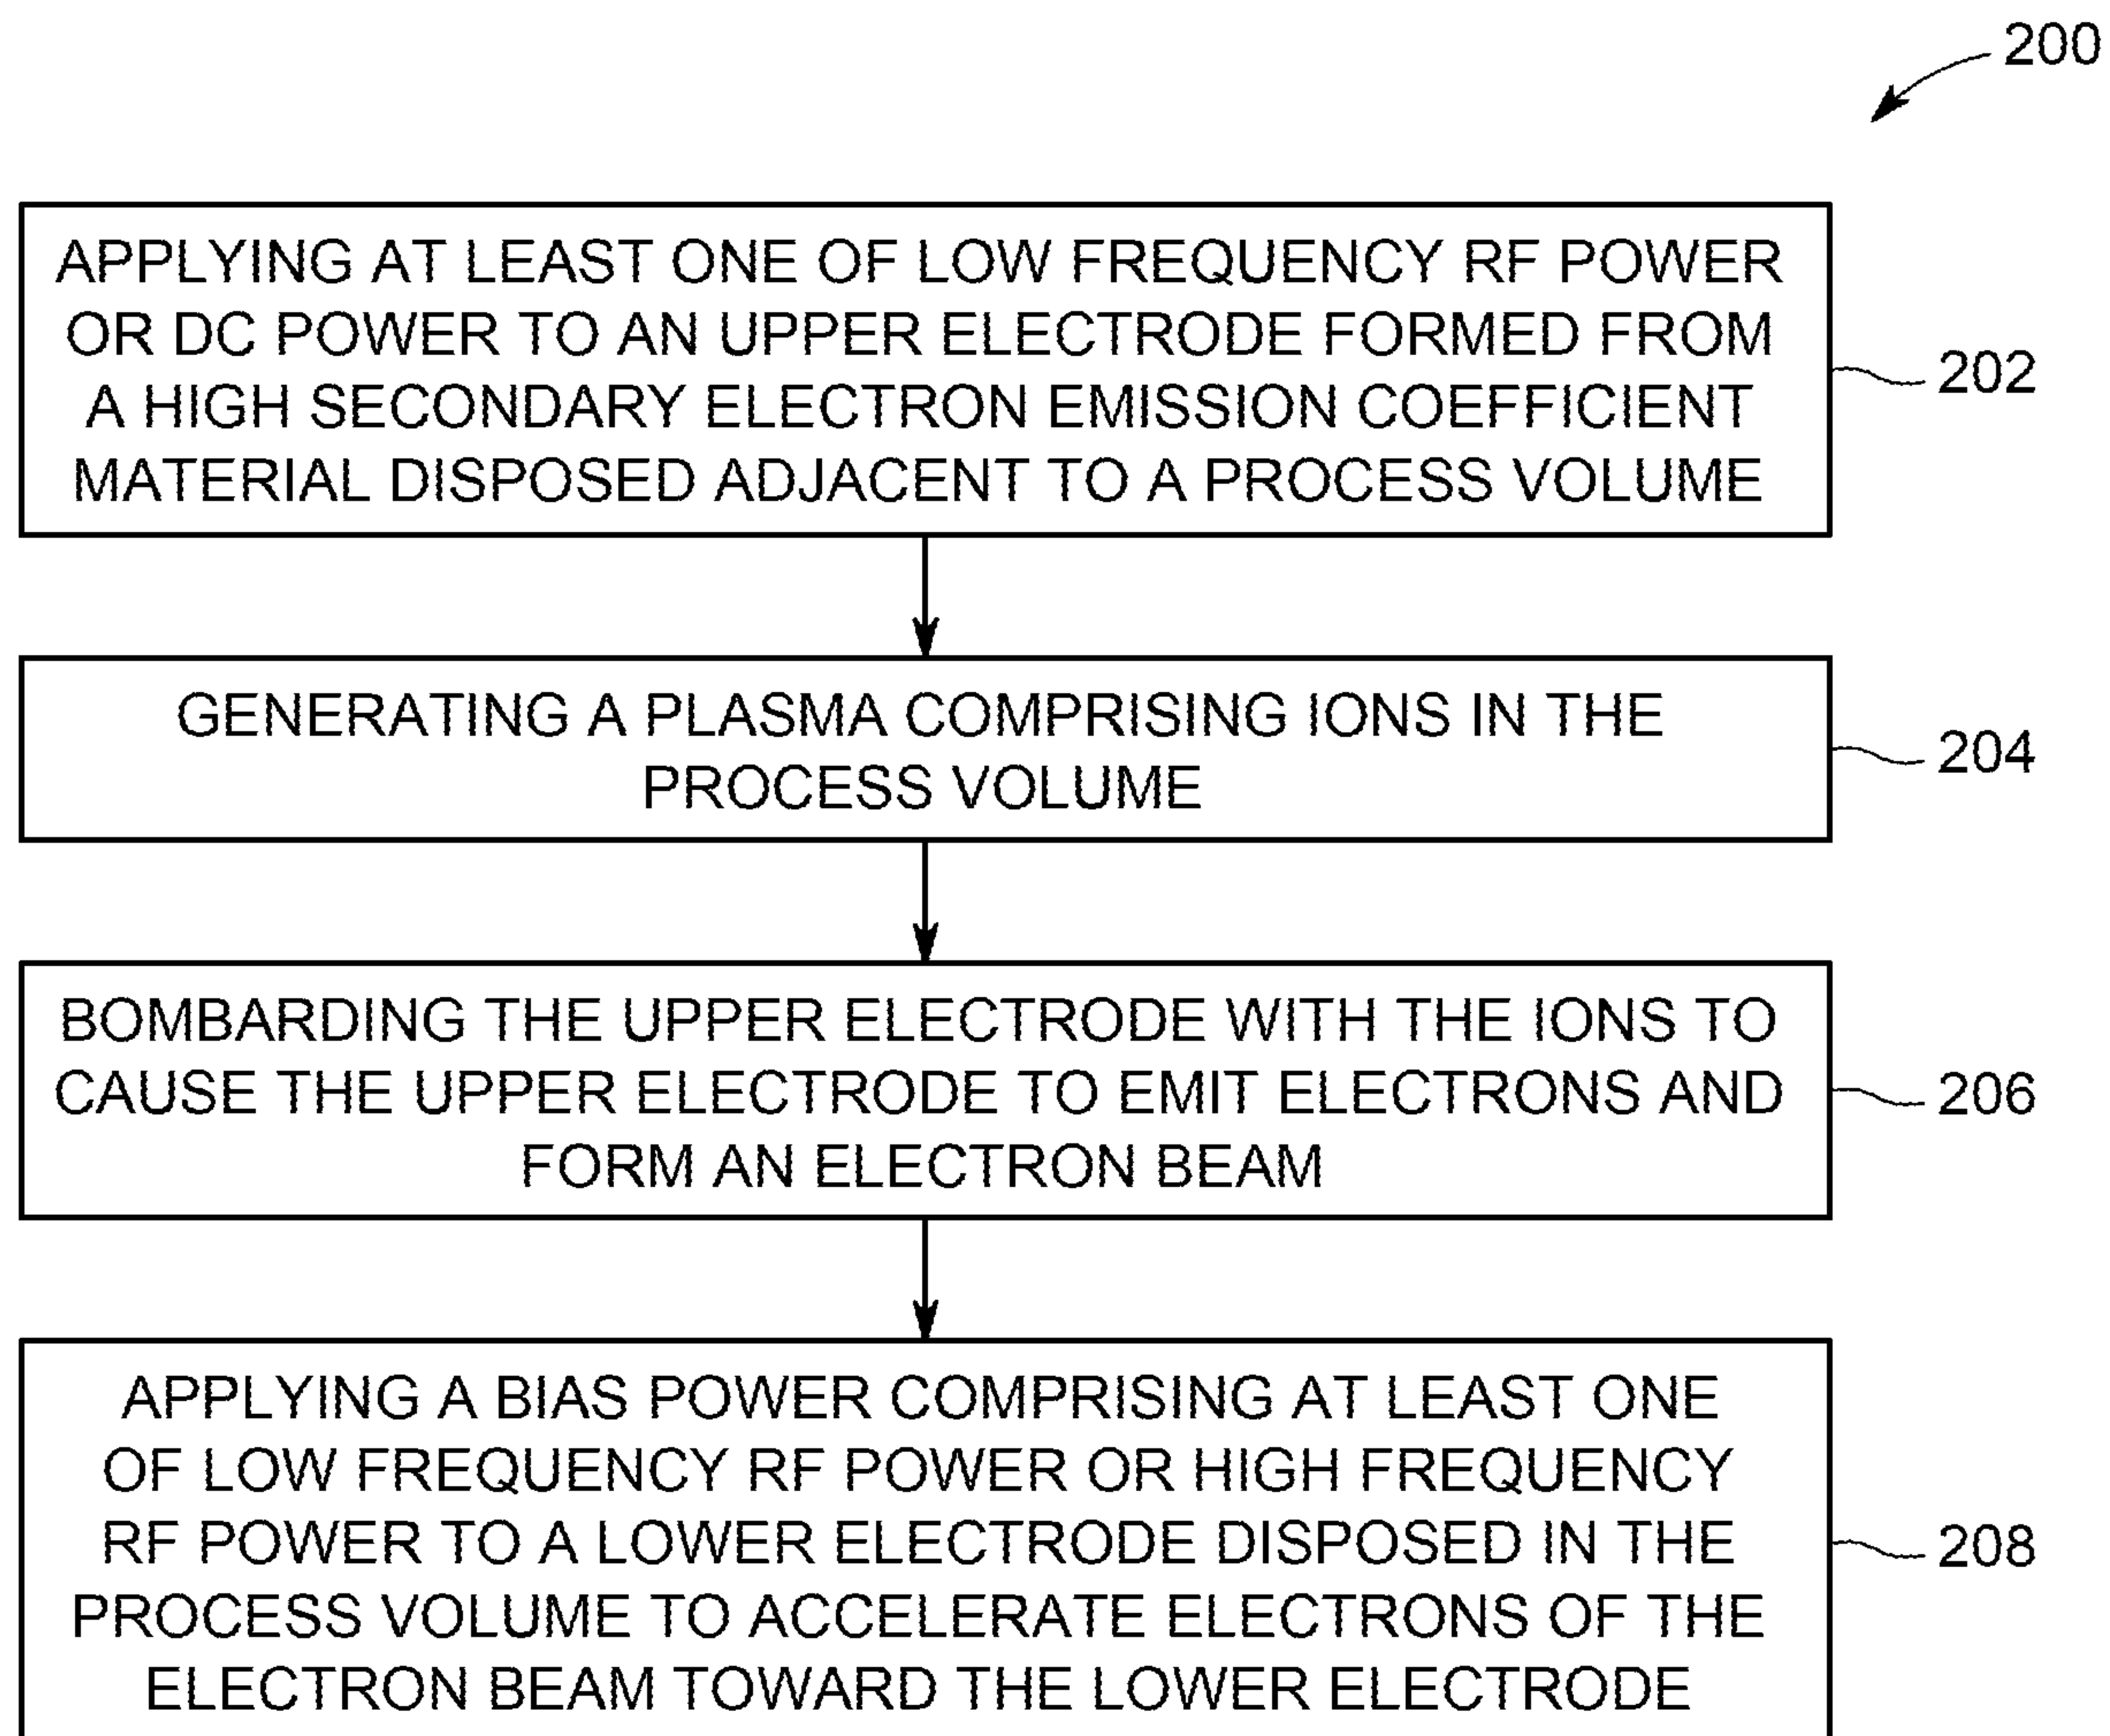 200
APPLYING AT LEAST ONE OF LOW FREQUENCY RF POWER
OR DC POWER TO AN UPPER ELECTRODE FORMED FROM
A HIGH SECONDARY ELECTRON EMISSION COEFFICIENT
MATERIAL DISPOSED ADJACENT TO A PROCESS VOLUME
202
GENERATING A PLASMA COMPRISING IONS IN THE
PROCESS VOLUME
204
BOMBARDING THE UPPER ELECTRODE WITH THE IONS TO
CAUSE THE UPPER ELECTRODE TO EMIT ELECTRONS AND
FORM AN ELECTRON BEAM
206
APPLYING A BIAS POWER COMPRISING AT LEAST ONE
OF LOW FREQUENCY RF POWER OR HIGH FREQUENCY
RF POWER TO A LOWER ELECTRODE DISPOSED IN THE
PROCESS VOLUME TO ACCELERATE ELECTRONS OF THE
ELECTRON BEAM TOWARD THE LOWER ELECTRODE
208